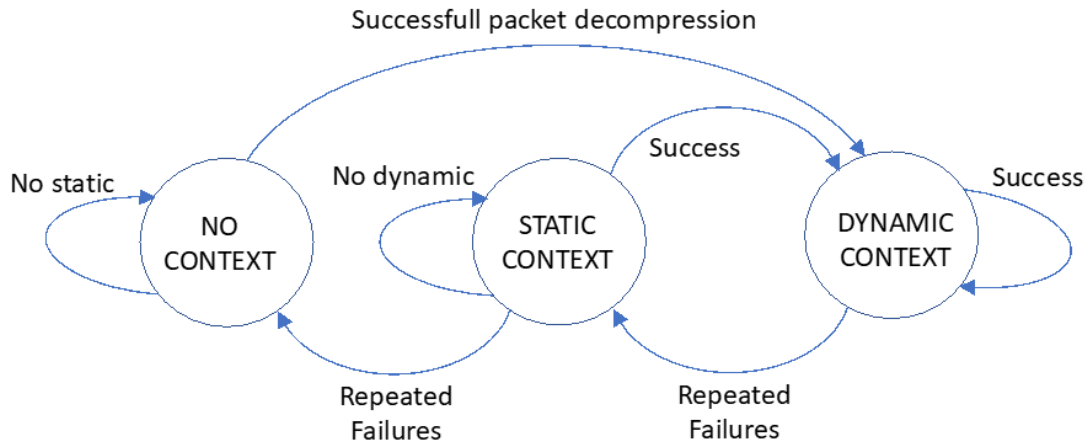 Successfull packet decompression
Success
No static
No dynamic
Success
NO
CONTEXT
STATIC
CONTEXT
DYNAMIC
CONTEXT
Repeated
Failures
Repeated
Failures